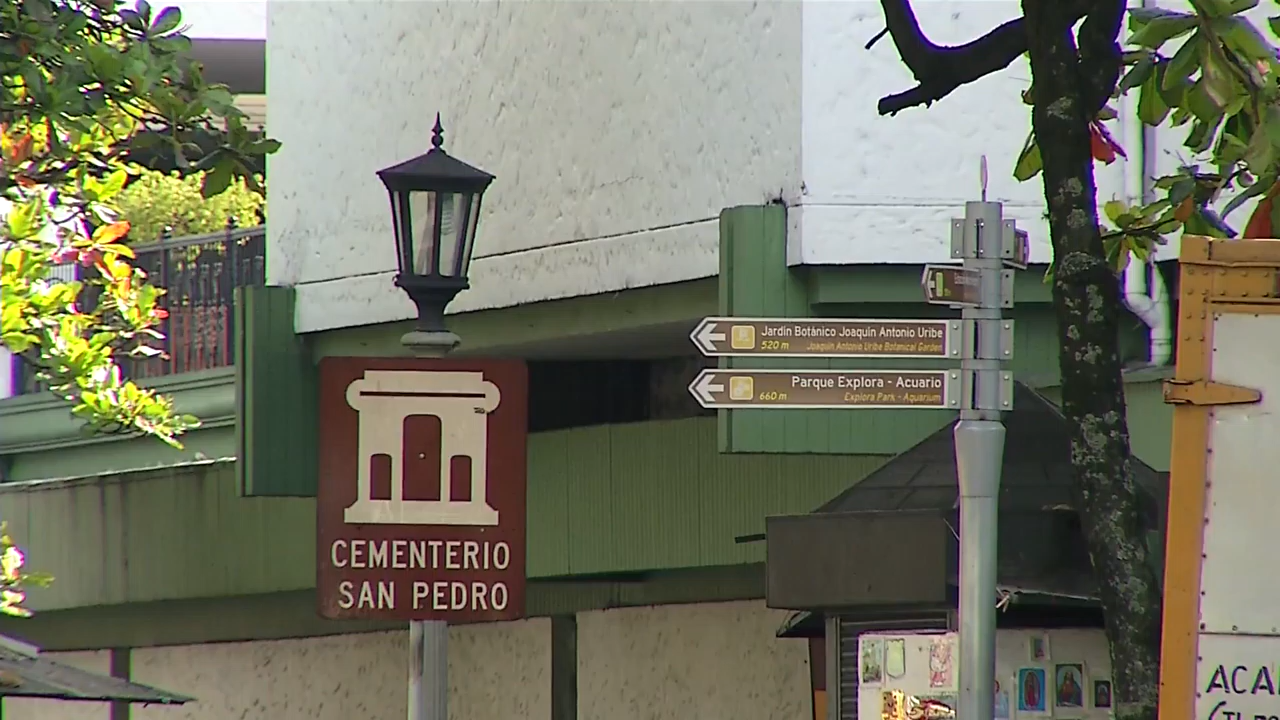 CEMENTERIO
SAN PEDRO
Jardín Botánico Joaquín Antonio Uribe
520 m Joaquín Antonio Uribe Botanical Garden
Parque Explora - Acuario
660 m Explora Park - Aquarium